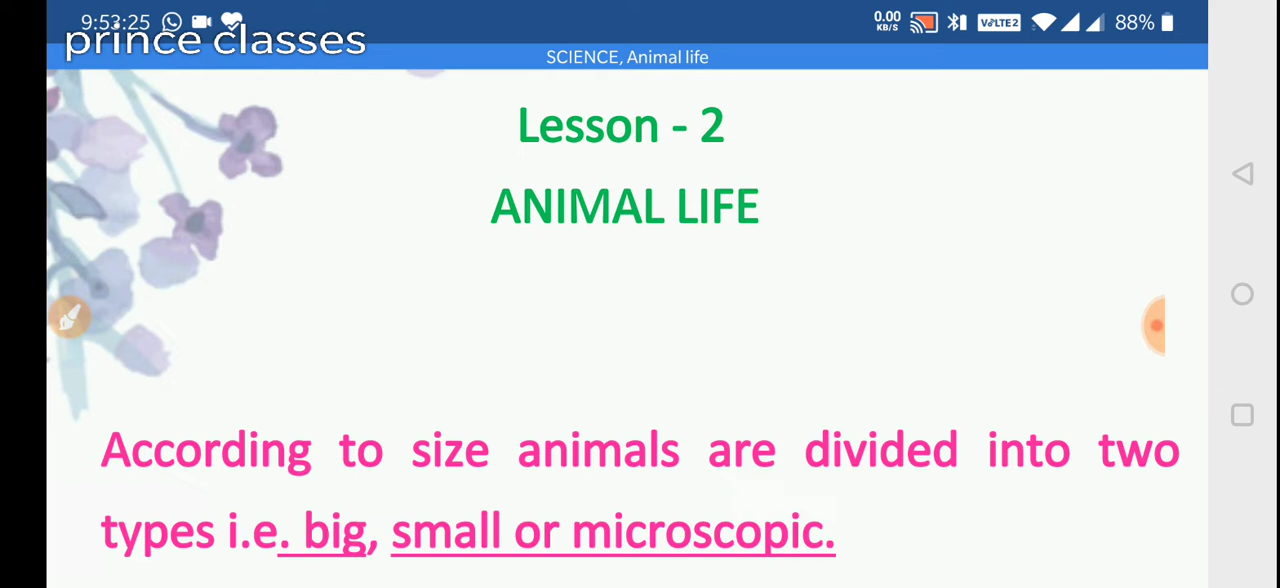 9:53:25 0.00 KB/S VoLTE2 88%
prince classes
SCIENCE, Animal life
Lesson - 2
ANIMAL LIFE
According to size animals are divided into two
types i.e. big, small or microscopic.